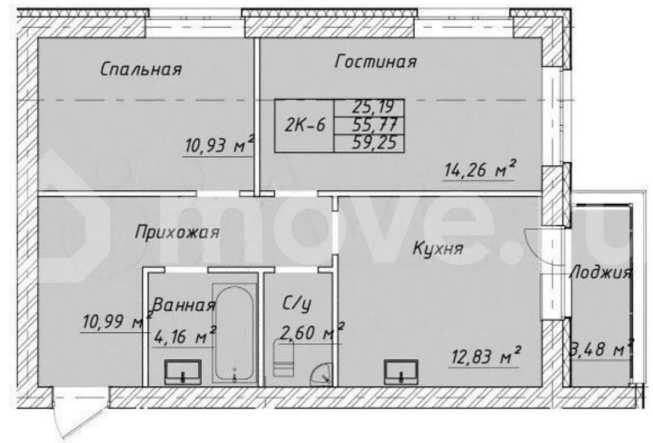 Спальная
Гостиная
2К-6
25,19
55,77
59,25
10,93 м²
14,26 м²
Прихожая
Кухня
Ванная
С/у
Лоджия
10,99 м²
4,16 м²
2,60 м²
12,83 м²
3,48 м²
move.ru